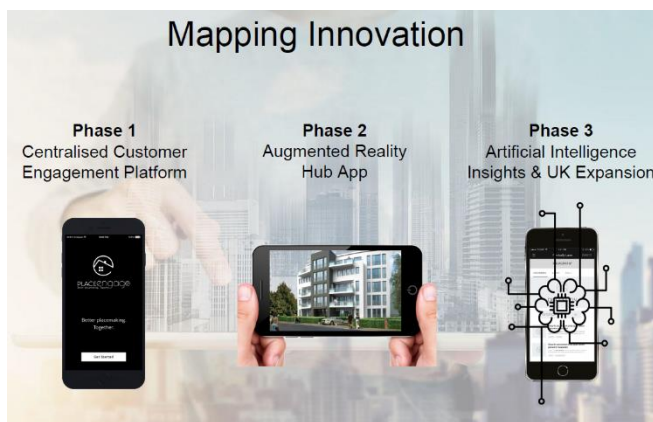 Mapping Innovation
Phase 1
Centralised Customer
Engagement Platform
Phase 2
Augmented Reality
Hub App
Phase 3
Artificial Intelligence
Insights & UK Expansion
PLACEengage
Better placemaking
Together.
Get Started